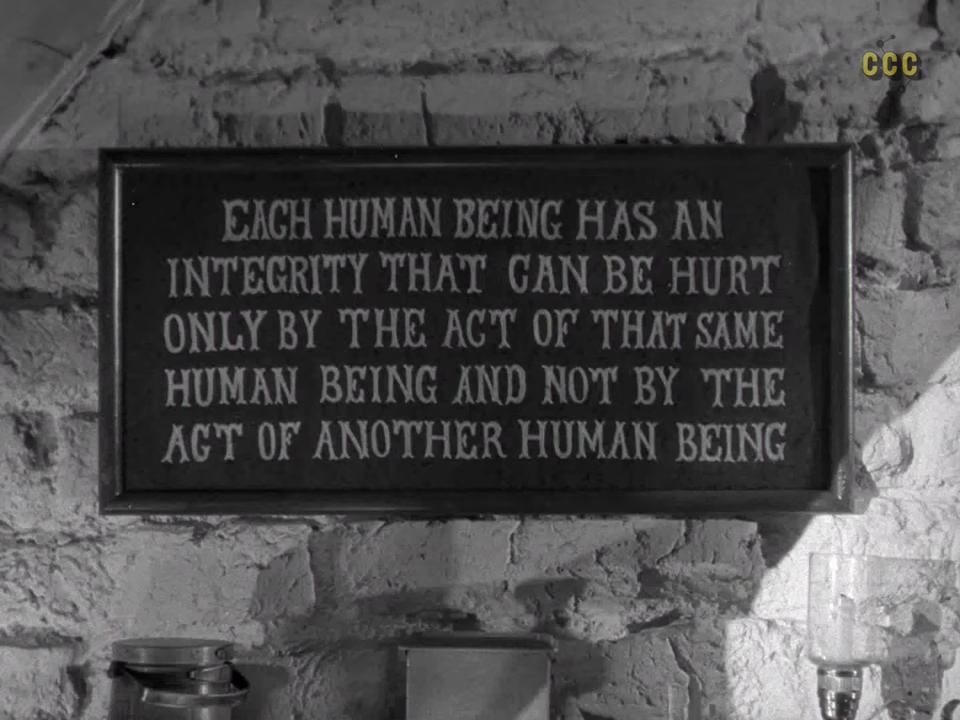 CCC
EACH HUMAN BEING HAS AN
INTEGRITY THAT CAN BE HURT
ONLY BY THE ACT OF THAT SAME
HUMAN BEING AND NOT BY THE
ACT OF ANOTHER HUMAN BEING